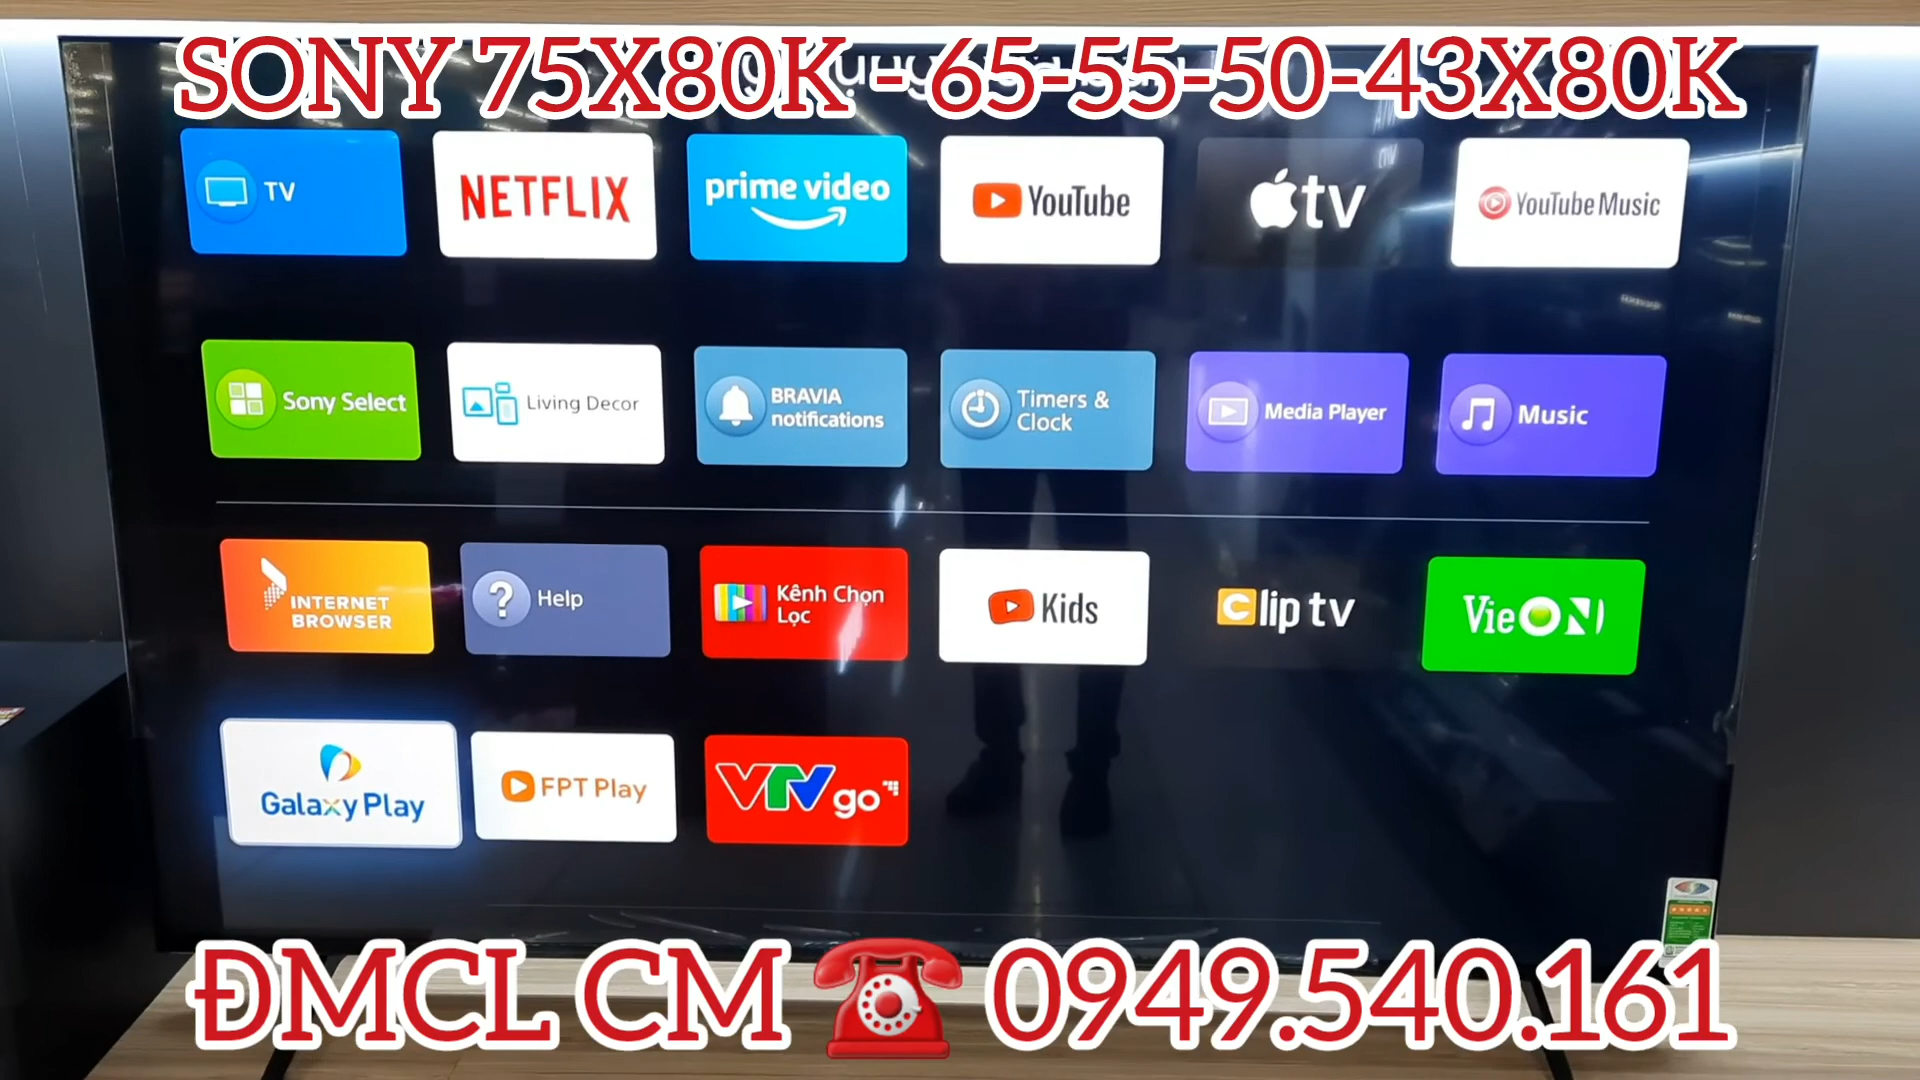 SONY 75X80K - 65-55-50-43X80K
TV
NETFLIX
prime video
YouTube
tv
YouTube Music
Sony Select
Living Decor
BRAVIA
notifications
Timers &
Clock
Media Player
Music
INTERNET
BROWSER
Help
Kênh Chọn
Lọc
Kids
Clip tv
VieON
Galaxy Play
FPT Play
VTV go
ĐMCL CM ☎ 0949.540.161